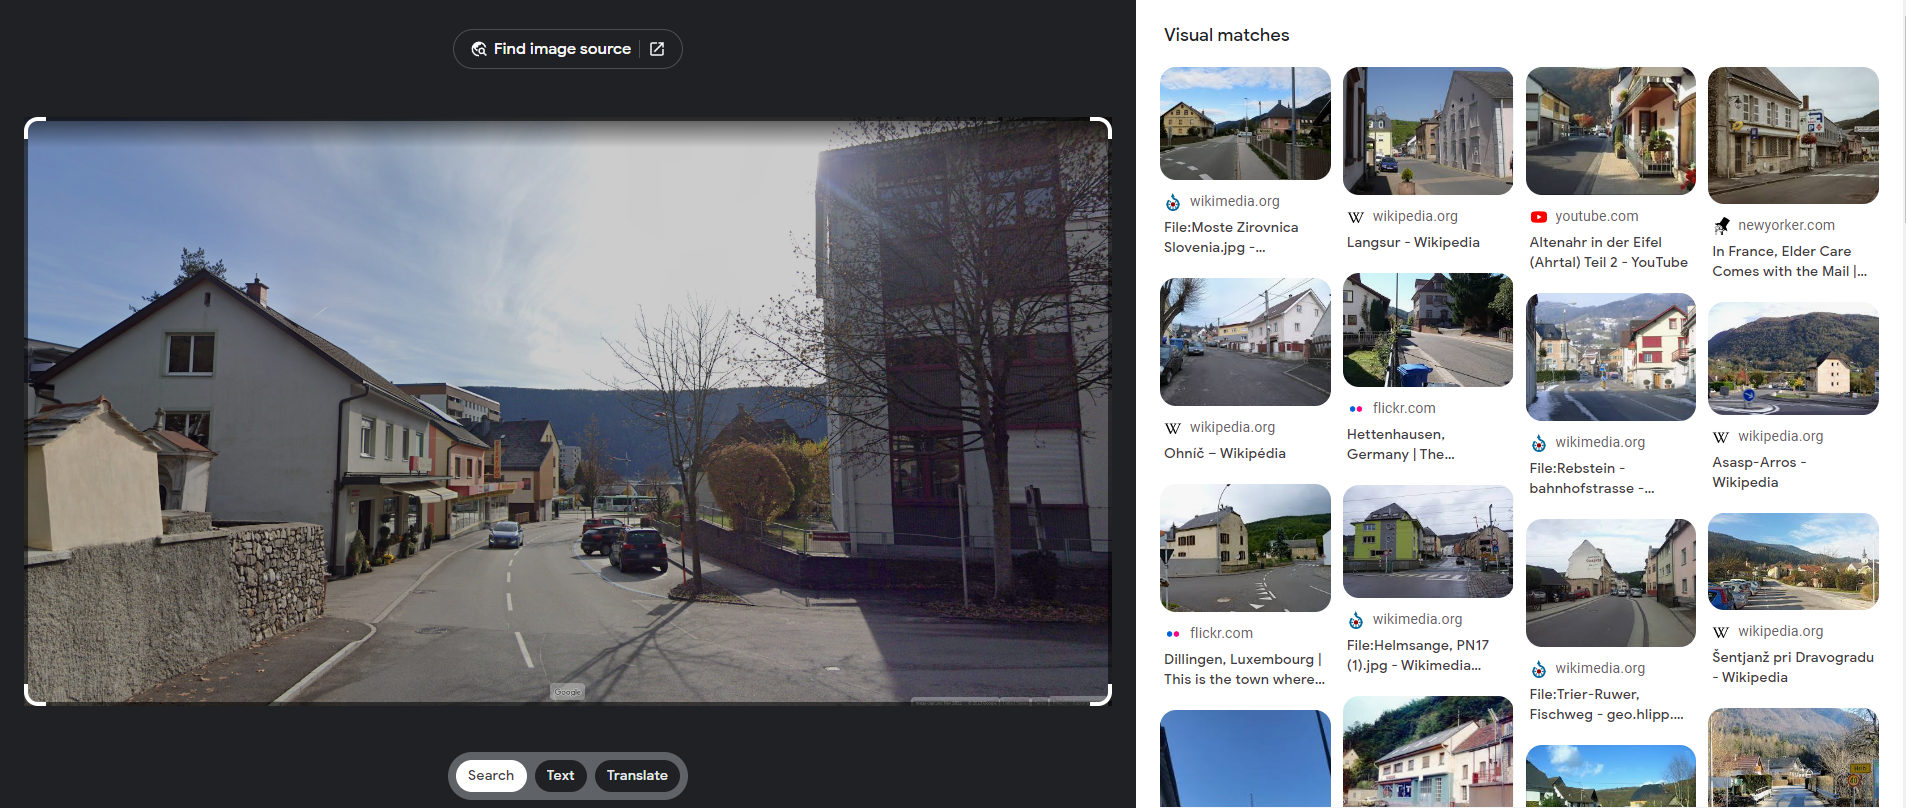 Find image source
Google
Search
Text
Translate
Visual matches
wikimedia.org
File:Moste Zirovnica
Slovenia.jpg -...
wikipedia.org
Langsur - Wikipedia
youtube.com
Altenahr in der Eifel
(Ahrtal) Teil 2 - YouTube
newyorker.com
In France, Elder Care
Comes with the Mail |...
wikipedia.org
Ohníč – Wikipédia
flickr.com
Hettenhausen,
Germany | The...
wikimedia.org
File:Rebstein -
bahnhofstrasse -...
wikipedia.org
Asasp-Arros -
Wikipedia
flickr.com
Dillingen, Luxembourg |
This is the town where...
wikimedia.org
File:Helmsange, PN17
(1).jpg - Wikimedia...
wikimedia.org
File:Trier-Ruwer,
Fischweg - geo.hlipp....
wikipedia.org
Šentjanž pri Dravogradu
- Wikipedia